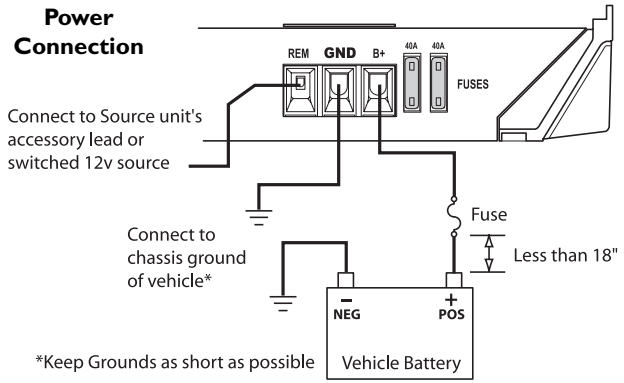 Power
Connection
REM GND B+ 40A 40A
FUSES
Connect to Source unit's
accessory lead or
switched 12v source
Fuse
Less than 18"
Connect to
chassis ground
of vehicle*
− +
NEG POS
*Keep Grounds as short as possible
Vehicle Battery